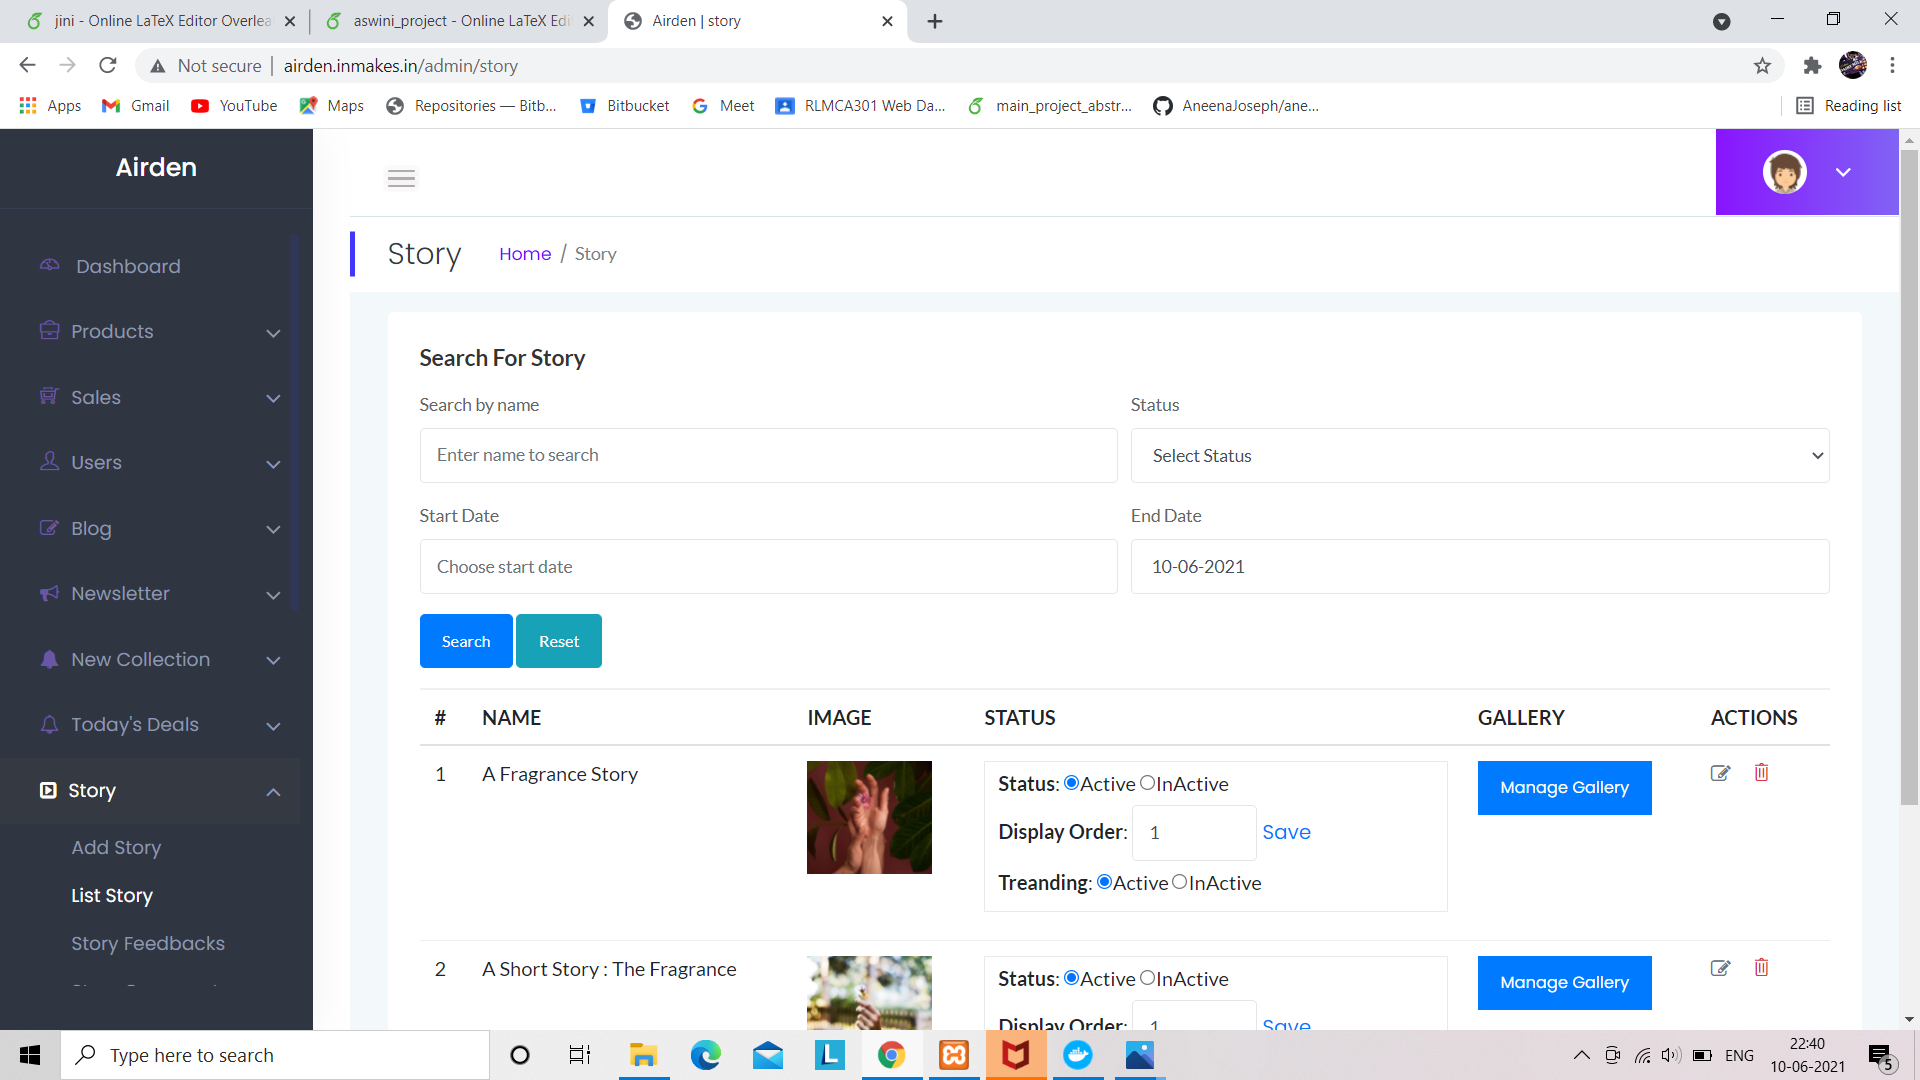 jini - Online LaTeX Editor Overlea
aswini_project - Online LaTeX Edi
Airden | story
Not secure | airden.inmakes.in/admin/story
Apps Gmail YouTube Maps Repositories — Bitb... Bitbucket Meet RLMCA301 Web Da... main_project_abstr... AneenaJoseph/ane... Reading list
Airden
Dashboard
Products
Sales
Users
Blog
Newsletter
New Collection
Today's Deals
Story
Add Story
List Story
Story Feedbacks
Story Home / Story
Search For Story
Search by name Status
Enter name to search Select Status
Start Date End Date
Choose start date 10-06-2021
Search Reset
# NAME IMAGE STATUS GALLERY ACTIONS
1 A Fragrance Story Status: Active InActive Manage Gallery
Display Order: 1 Save
Treanding: Active InActive
2 A Short Story : The Fragrance Status: Active InActive Manage Gallery
Display Order: 1 Save
Type here to search
L
ENG
22:40
10-06-2021
5